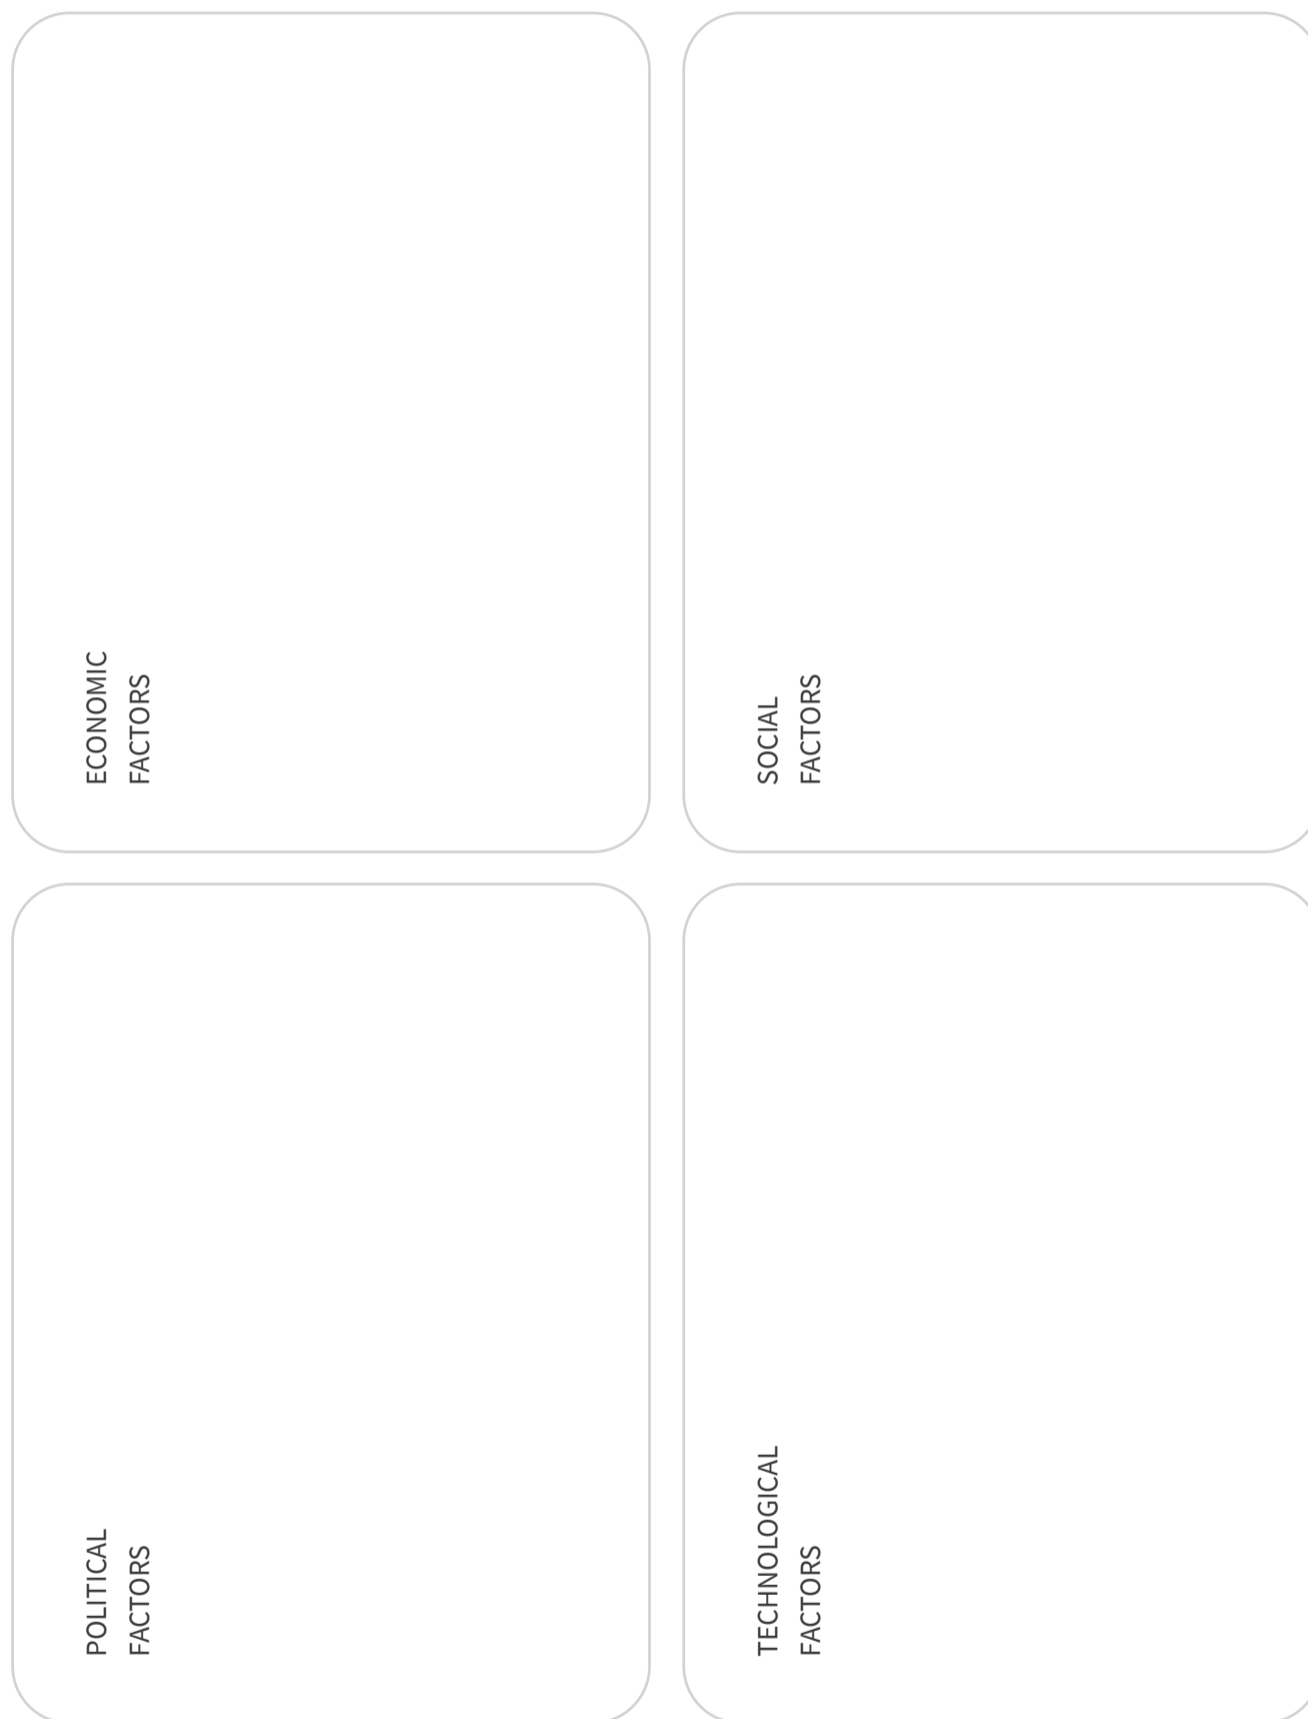 POLITICAL
FACTORS
ECONOMIC
FACTORS
TECHNOLOGICAL
FACTORS
SOCIAL
FACTORS